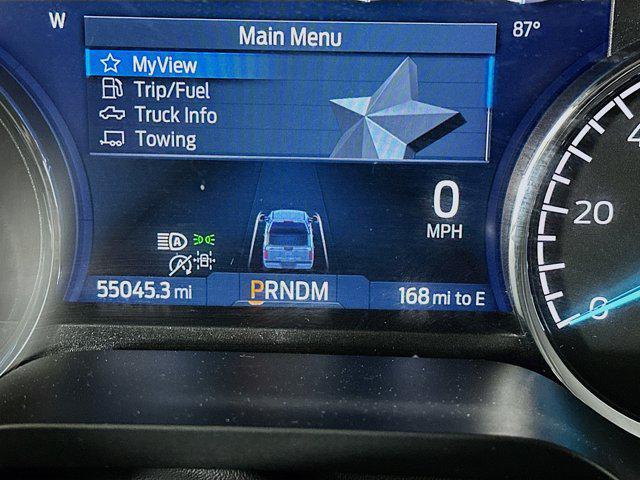 W
Main Menu
87°
MyView
Trip/Fuel
Truck Info
Towing
0
MPH
A
A
55045.3 mi
PRNDM
168 mi to E
20
0